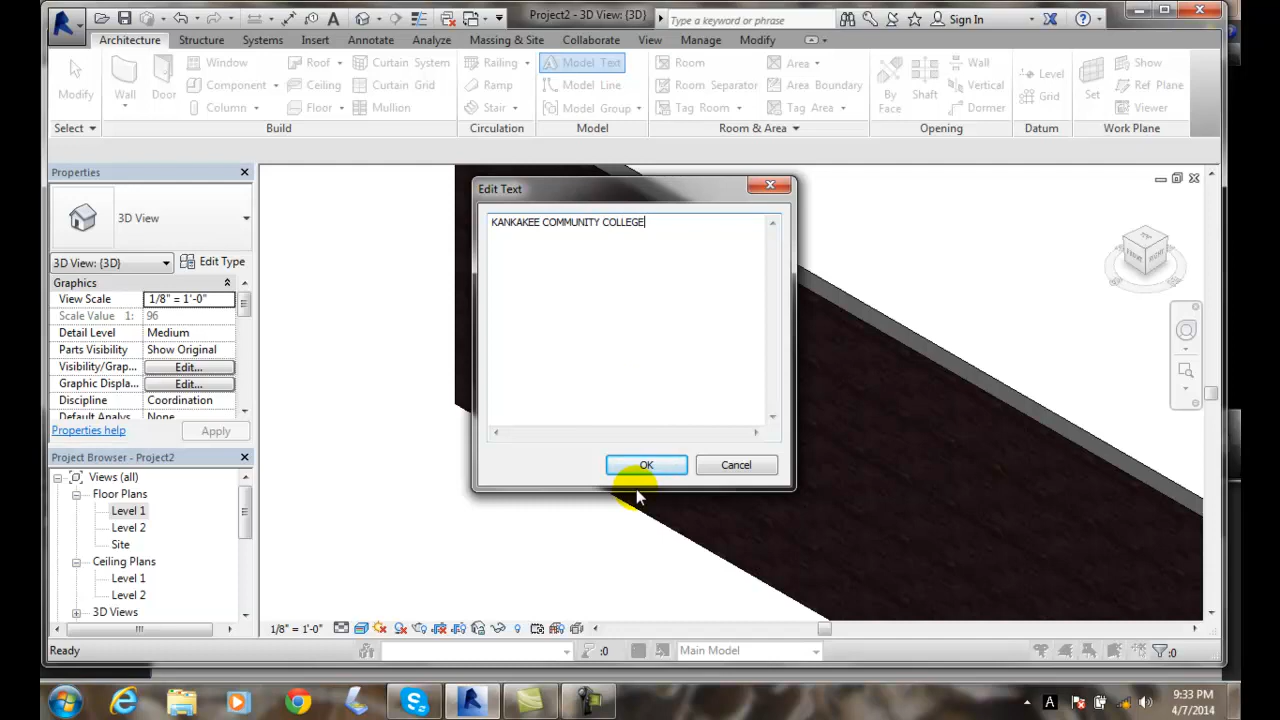 Project2 - 3D View: {3D}
Type a keyword or phrase
Sign In
Architecture Structure Systems Insert Annotate Analyze Massing & Site Collaborate View Manage Modify
Modify
Wall
Door
Window
Component
Column
Roof
Ceiling
Floor
Curtain System
Curtain Grid
Mullion
Railing
Ramp
Stair
Model Text
Model Line
Model Group
Room
Room Separator
Tag Room
Area
Area Boundary
Tag Area
By Face
Shaft
Wall
Vertical
Dormer
Level
Grid
Set
Show
Ref Plane
Viewer
Select Build Circulation Model Room & Area Opening Datum Work Plane
Properties
3D View
3D View: {3D} Edit Type
Graphics
View Scale 1/8" = 1'-0"
Scale Value 1: 96
Detail Level Medium
Parts Visibility Show Original
Visibility/Grap... Edit...
Graphic Displa... Edit...
Discipline Coordination
Default Analys... None
Properties help Apply
Project Browser - Project2
Views (all)
Floor Plans
Level 1
Level 2
Site
Ceiling Plans
Level 1
Level 2
3D Views
Edit Text
KANKAKEE COMMUNITY COLLEGE
OK Cancel
TOP
FRONT RIGHT
1/8" = 1'-0"
Ready :0 Main Model :0
A
9:33 PM
4/7/2014